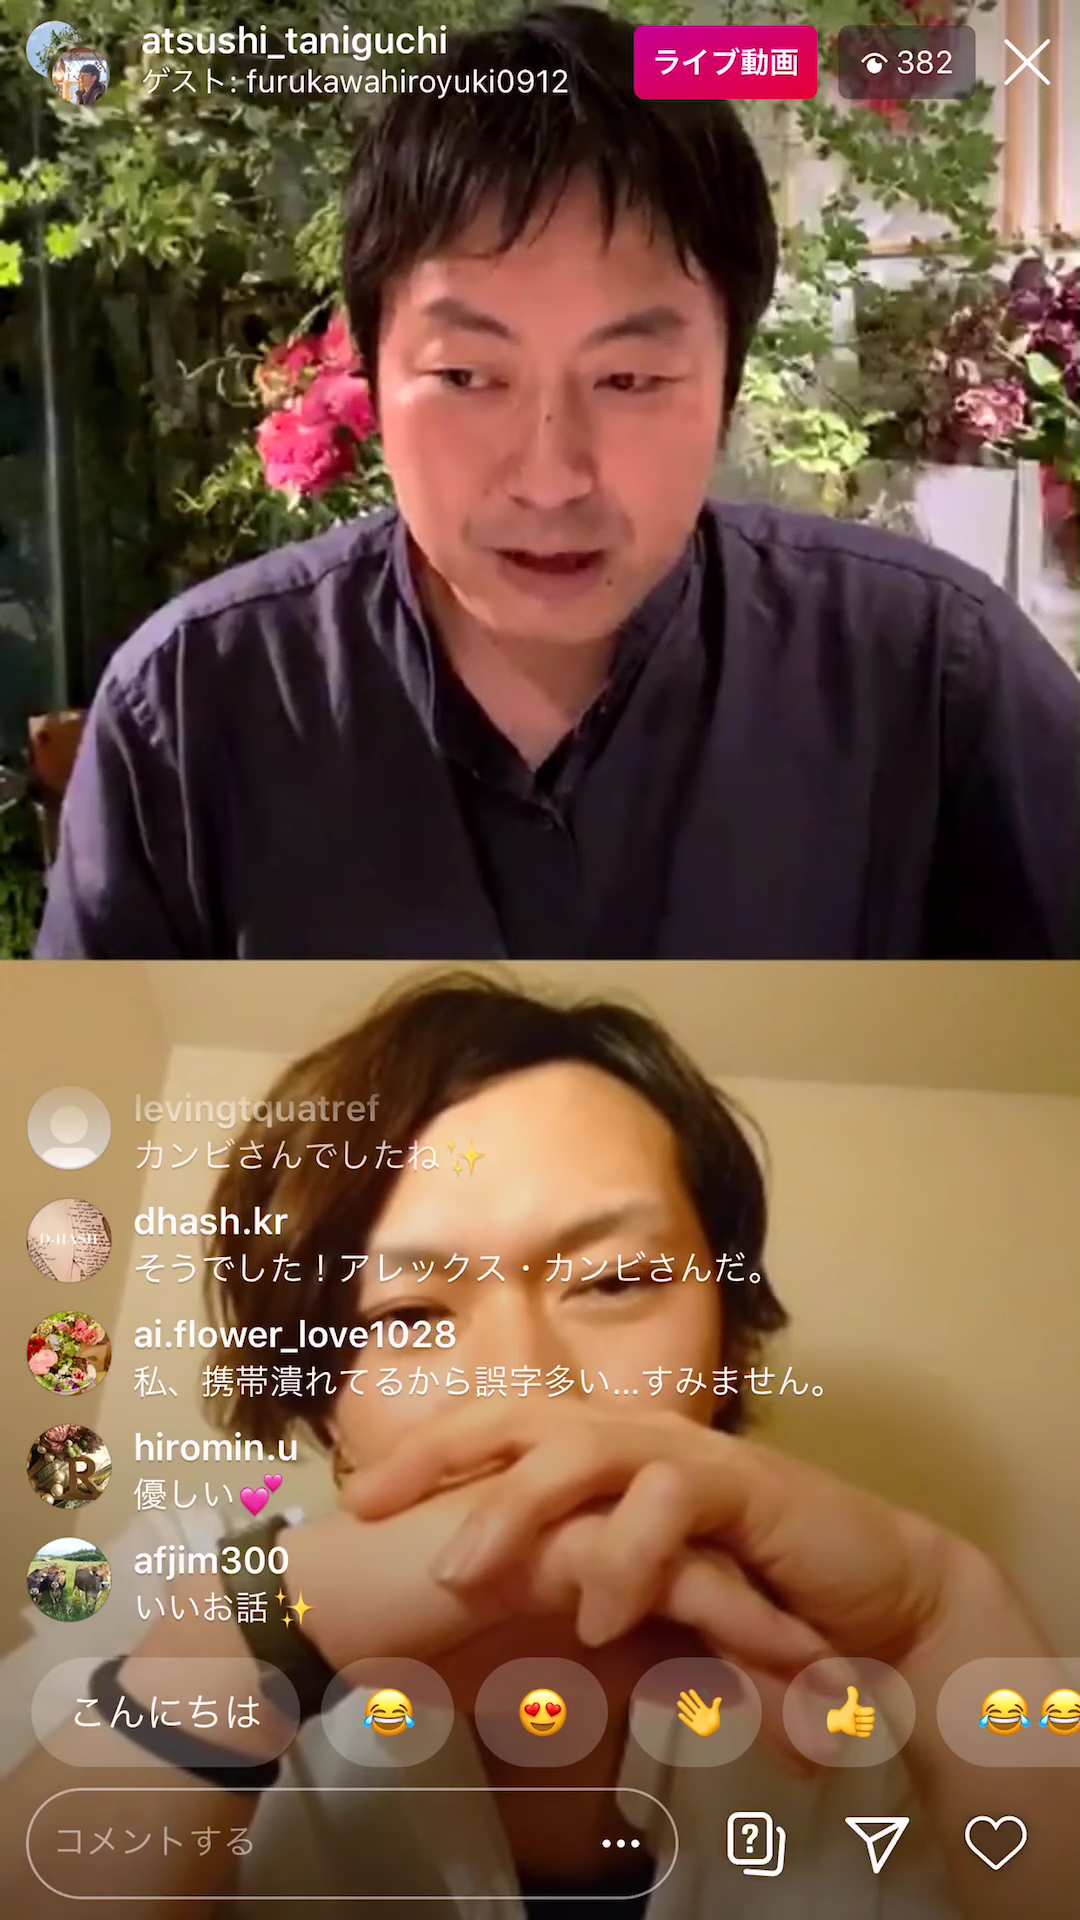 atsushi_taniguchi
ゲスト: furukawahiroyuki0912
ライブ動画
382
levingtquatref
カンビさんでしたね✨
D-HASH
dhash.kr
そうでした！アレックス・カンビさんだ。
ai.flower_love1028
私、携帯潰れてるから誤字多い...すみません。
R
hiromin.u
優しい💕
afjim300
いいお話✨
こんにちは
コメントする